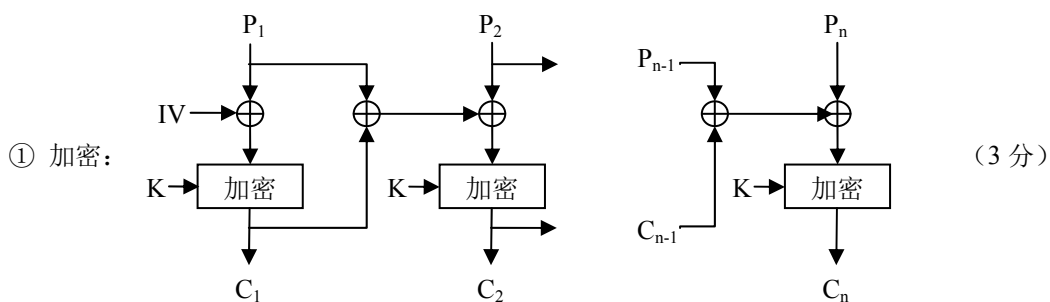 P1 P2 Pn
Pn-1
IV
① 加密： K 加密 K 加密 K 加密 （3 分）
Cn-1
C1 C2 Cn